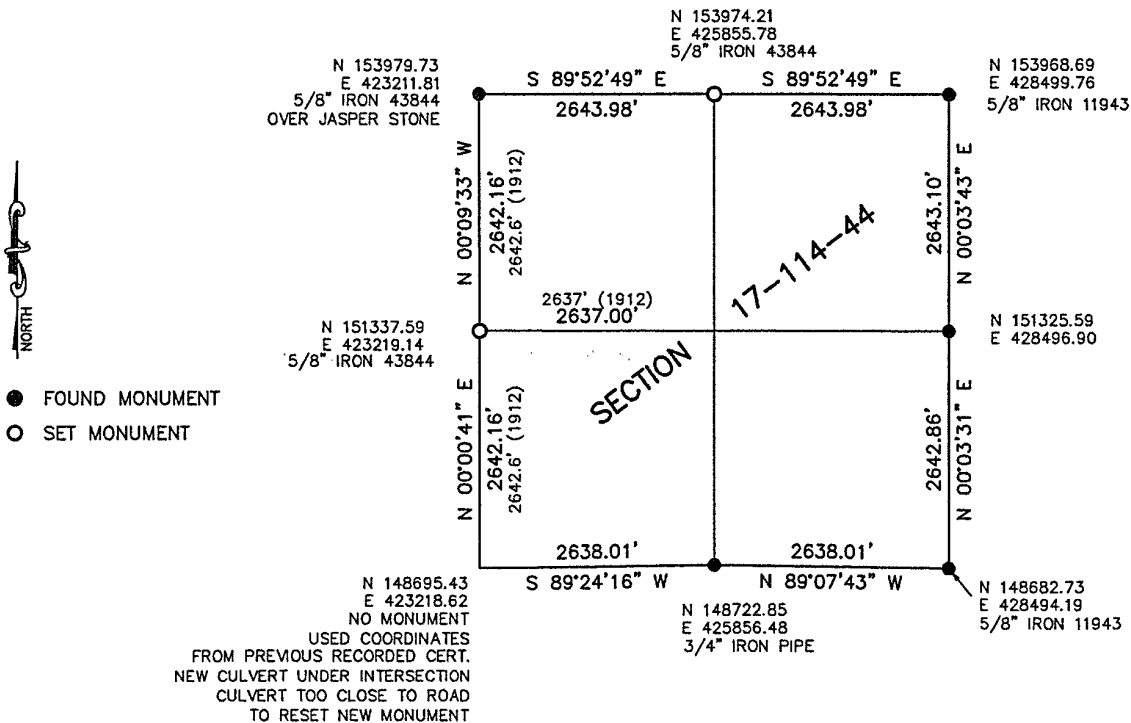 N 153974.21
E 425855.78
5/8" IRON 43844
N 153979.73
E 423211.81
5/8" IRON 43844
OVER JASPER STONE
S 89°52'49" E
2643.98'
S 89°52'49" E
2643.98'
N 153968.69
E 428499.76
5/8" IRON 11943
NORTH
N 00°09'33" W
2642.16'
2642.6' (1912)
2643.10'
N 00°03'43" E
17-114-44
SECTION
2637' (1912)
2637.00'
N 151337.59
E 423219.14
5/8" IRON 43844
N 151325.59
E 428496.90
FOUND MONUMENT
SET MONUMENT
N 00°00'41" E
2642.16'
2642.6' (1912)
2642.86'
N 00°03'31" E
2638.01'
S 89°24'16" W
2638.01'
N 89°07'43" W
N 148695.43
E 423218.62
NO MONUMENT
USED COORDINATES
FROM PREVIOUS RECORDED CERT.
NEW CULVERT UNDER INTERSECTION
CULVERT TOO CLOSE TO ROAD
TO RESET NEW MONUMENT
N 148722.85
E 425856.48
3/4" IRON PIPE
N 148682.73
E 428494.19
5/8" IRON 11943